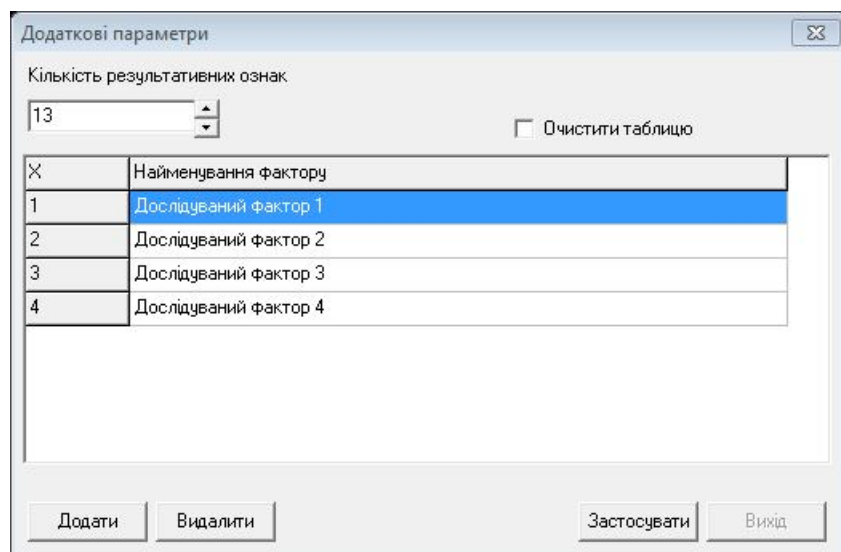 Додаткові параметри
Кількість результативних ознак
13
Очистити таблицю
X Найменування фактору
1 Досліджуваний фактор 1
2 Досліджуваний фактор 2
3 Досліджуваний фактор 3
4 Досліджуваний фактор 4
Додати Видалити Застосувати Вихід